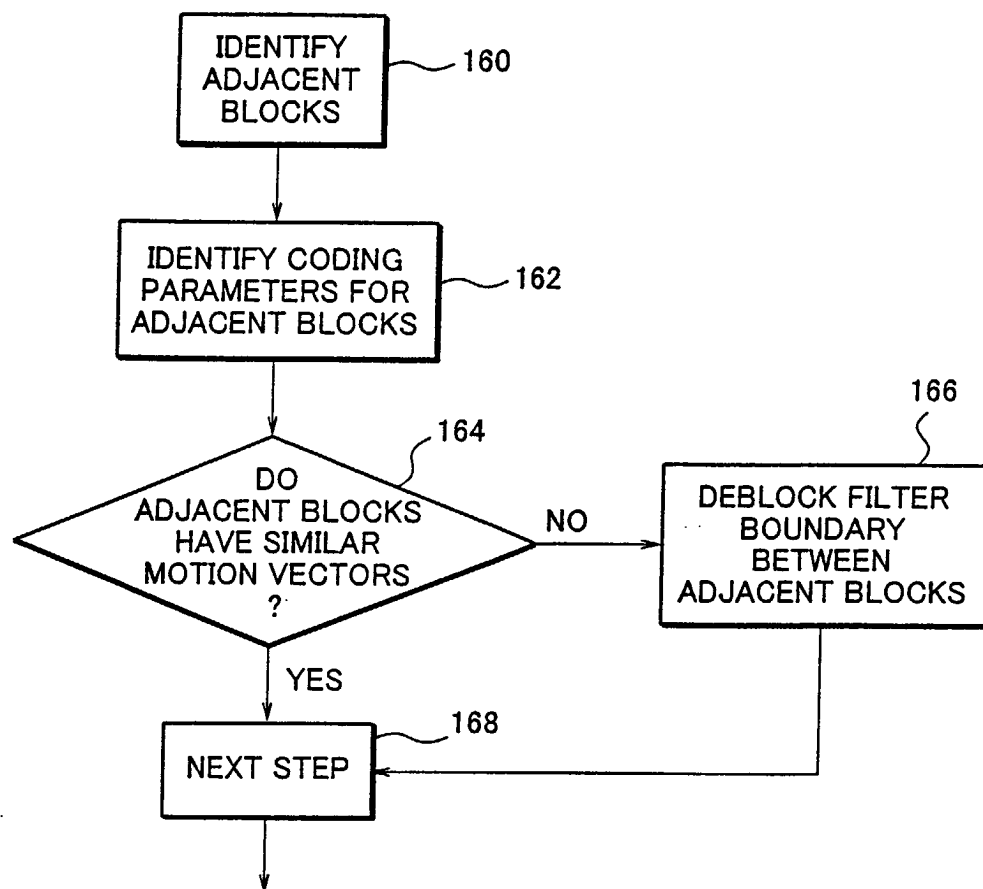 IDENTIFY
ADJACENT
BLOCKS
160
IDENTIFY CODING
PARAMETERS FOR
ADJACENT BLOCKS
162
164
DO
ADJACENT BLOCKS
HAVE SIMILAR
MOTION VECTORS
?
NO
166
DEBLOCK FILTER
BOUNDARY
BETWEEN
ADJACENT BLOCKS
YES
168
NEXT STEP